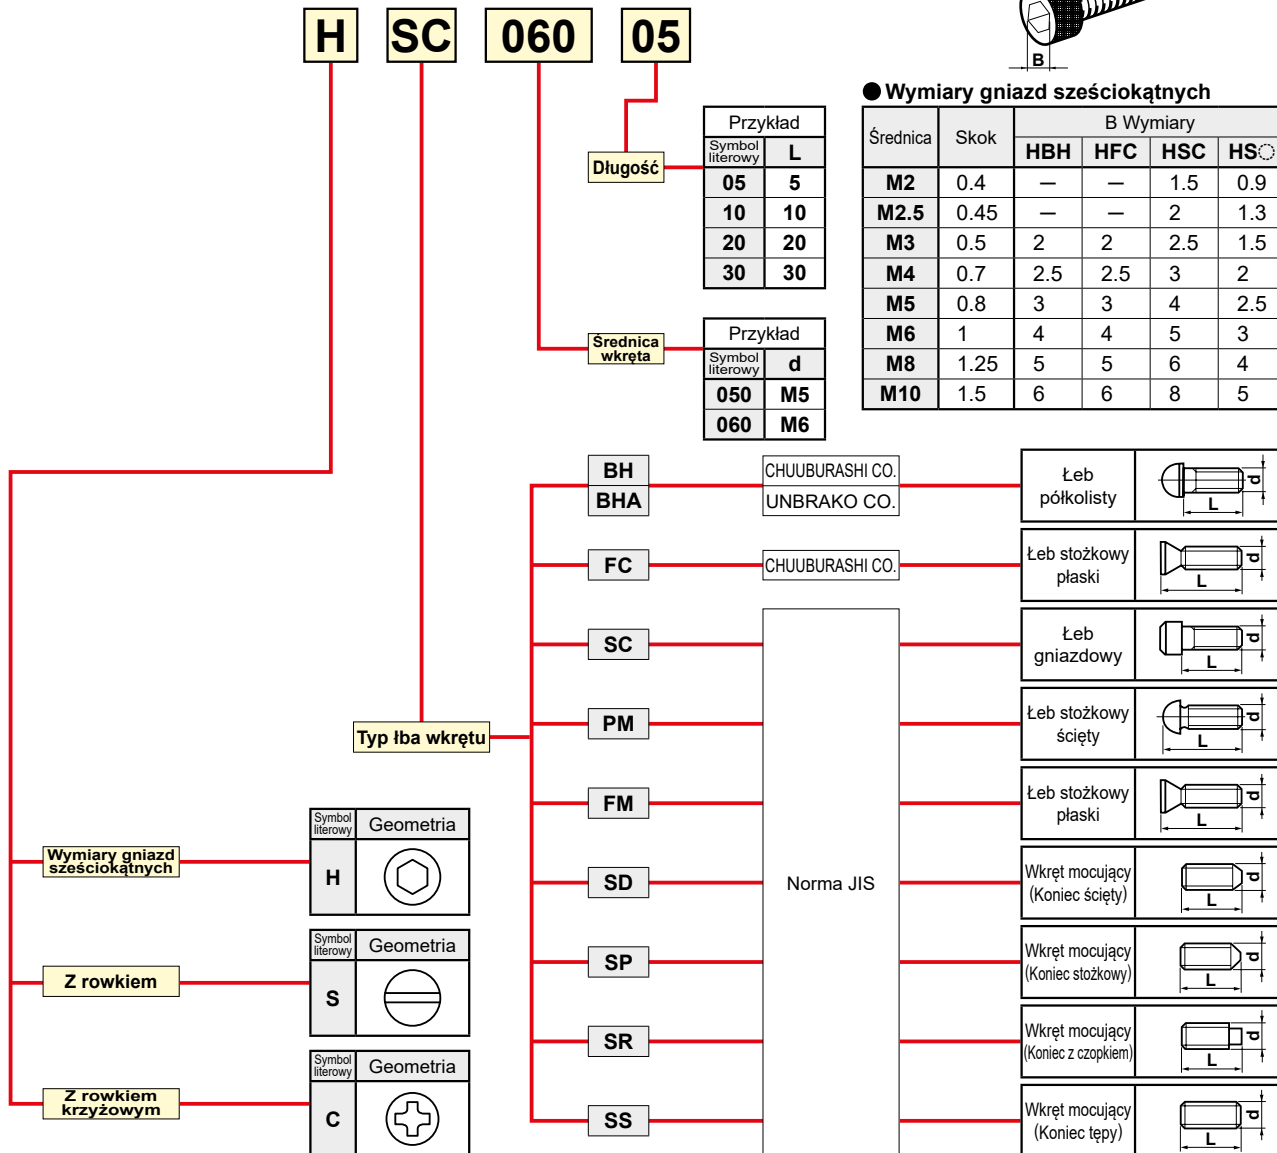 H SC 060 05
B
● Wymiary gniazd sześciokątnych
Średnica Skok B Wymiary
HBH HFC HSC HS◌
M2 0.4 — — 1.5 0.9
M2.5 0.45 — — 2 1.3
M3 0.5 2 2 2.5 1.5
M4 0.7 2.5 2.5 3 2
M5 0.8 3 3 4 2.5
M6 1 4 4 5 3
M8 1.25 5 5 6 4
M10 1.5 6 6 8 5
Długość
Przykład
Symbol
literowy L
05 5
10 10
20 20
30 30
Średnica
wkręta
Przykład
Symbol
literowy d
050 M5
060 M6
Typ łba wkrętu
BH CHUUBURASHI CO.
BHA UNBRAKO CO.
Łeb
półkolisty
L d
FC CHUUBURASHI CO.
Łeb stożkowy
płaski
L d
SC
Łeb
gniazdowy
L d
PM
Łeb stożkowy
ścięty
L d
FM
Łeb stożkowy
płaski
L d
SD
Norma JIS
Wkręt mocujący
(Koniec ścięty)
L d
SP
Wkręt mocujący
(Koniec stożkowy)
L d
SR
Wkręt mocujący
(Koniec z czopkiem)
L d
SS
Wkręt mocujący
(Koniec tępy)
L d
Wymiary gniazd
sześciokątnych
Symbol
literowy Geometria
H
Z rowkiem
Symbol
literowy Geometria
S
Z rowkiem
krzyżowym
Symbol
literowy Geometria
C